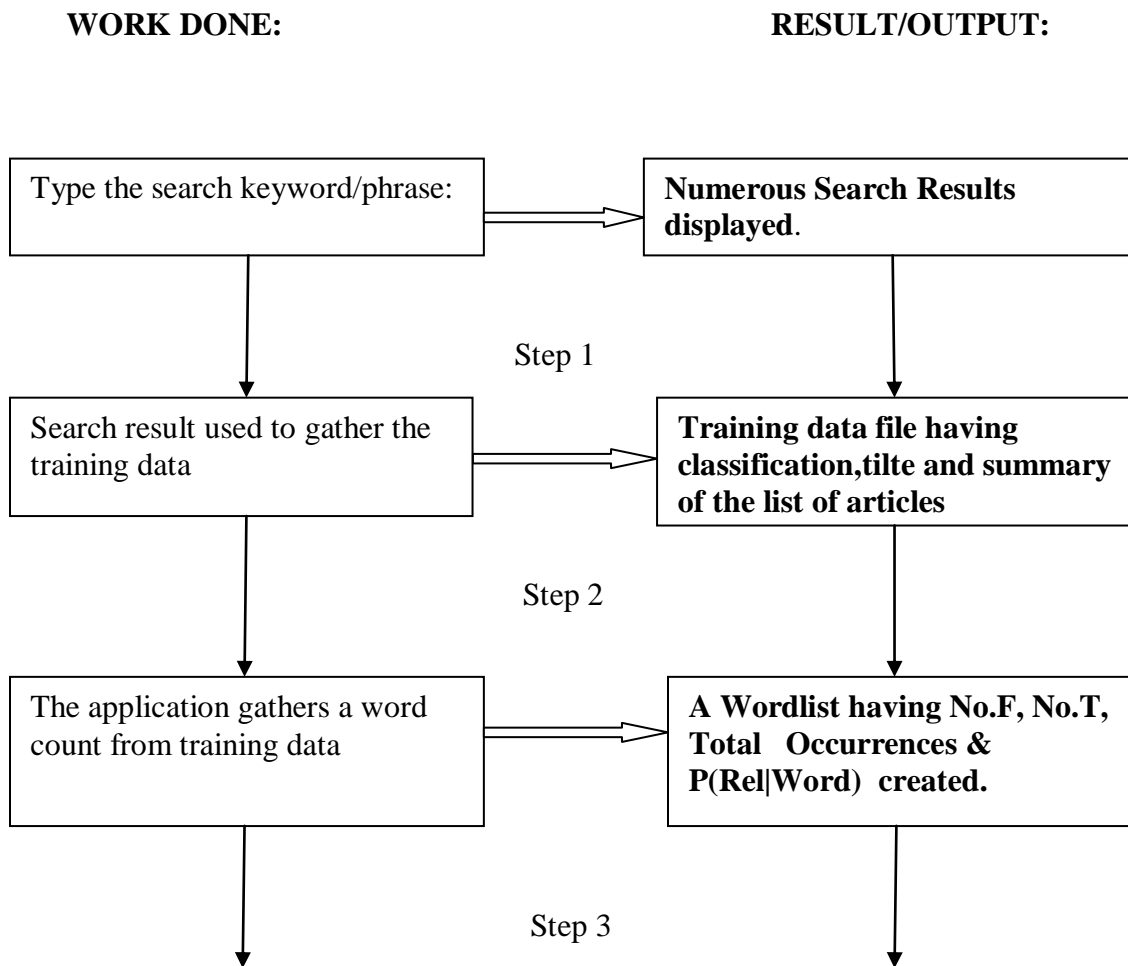 WORK DONE:
RESULT/OUTPUT:
Type the search keyword/phrase:
Numerous Search Results
displayed.
Step 1
Search result used to gather the
training data
Training data file having
classification,tilte and summary
of the list of articles
Step 2
The application gathers a word
count from training data
A Wordlist having No.F, No.T,
Total Occurrences &
P(Rel|Word) created.
Step 3